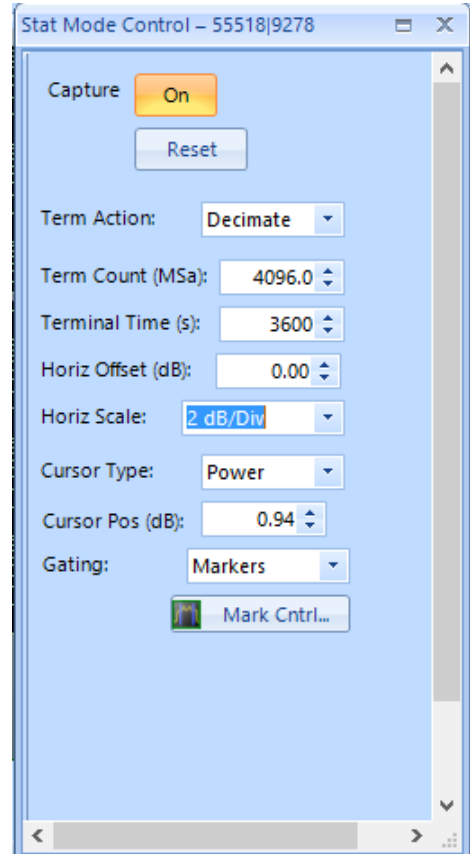 Stat Mode Control – 55518|9278
Capture On
Reset
Term Action: Decimate
Term Count (MSa): 4096.0
Terminal Time (s): 3600
Horiz Offset (dB): 0.00
Horiz Scale: 2 dB/Div
Cursor Type: Power
Cursor Pos (dB): 0.94
Gating: Markers
Mark Cntrl...